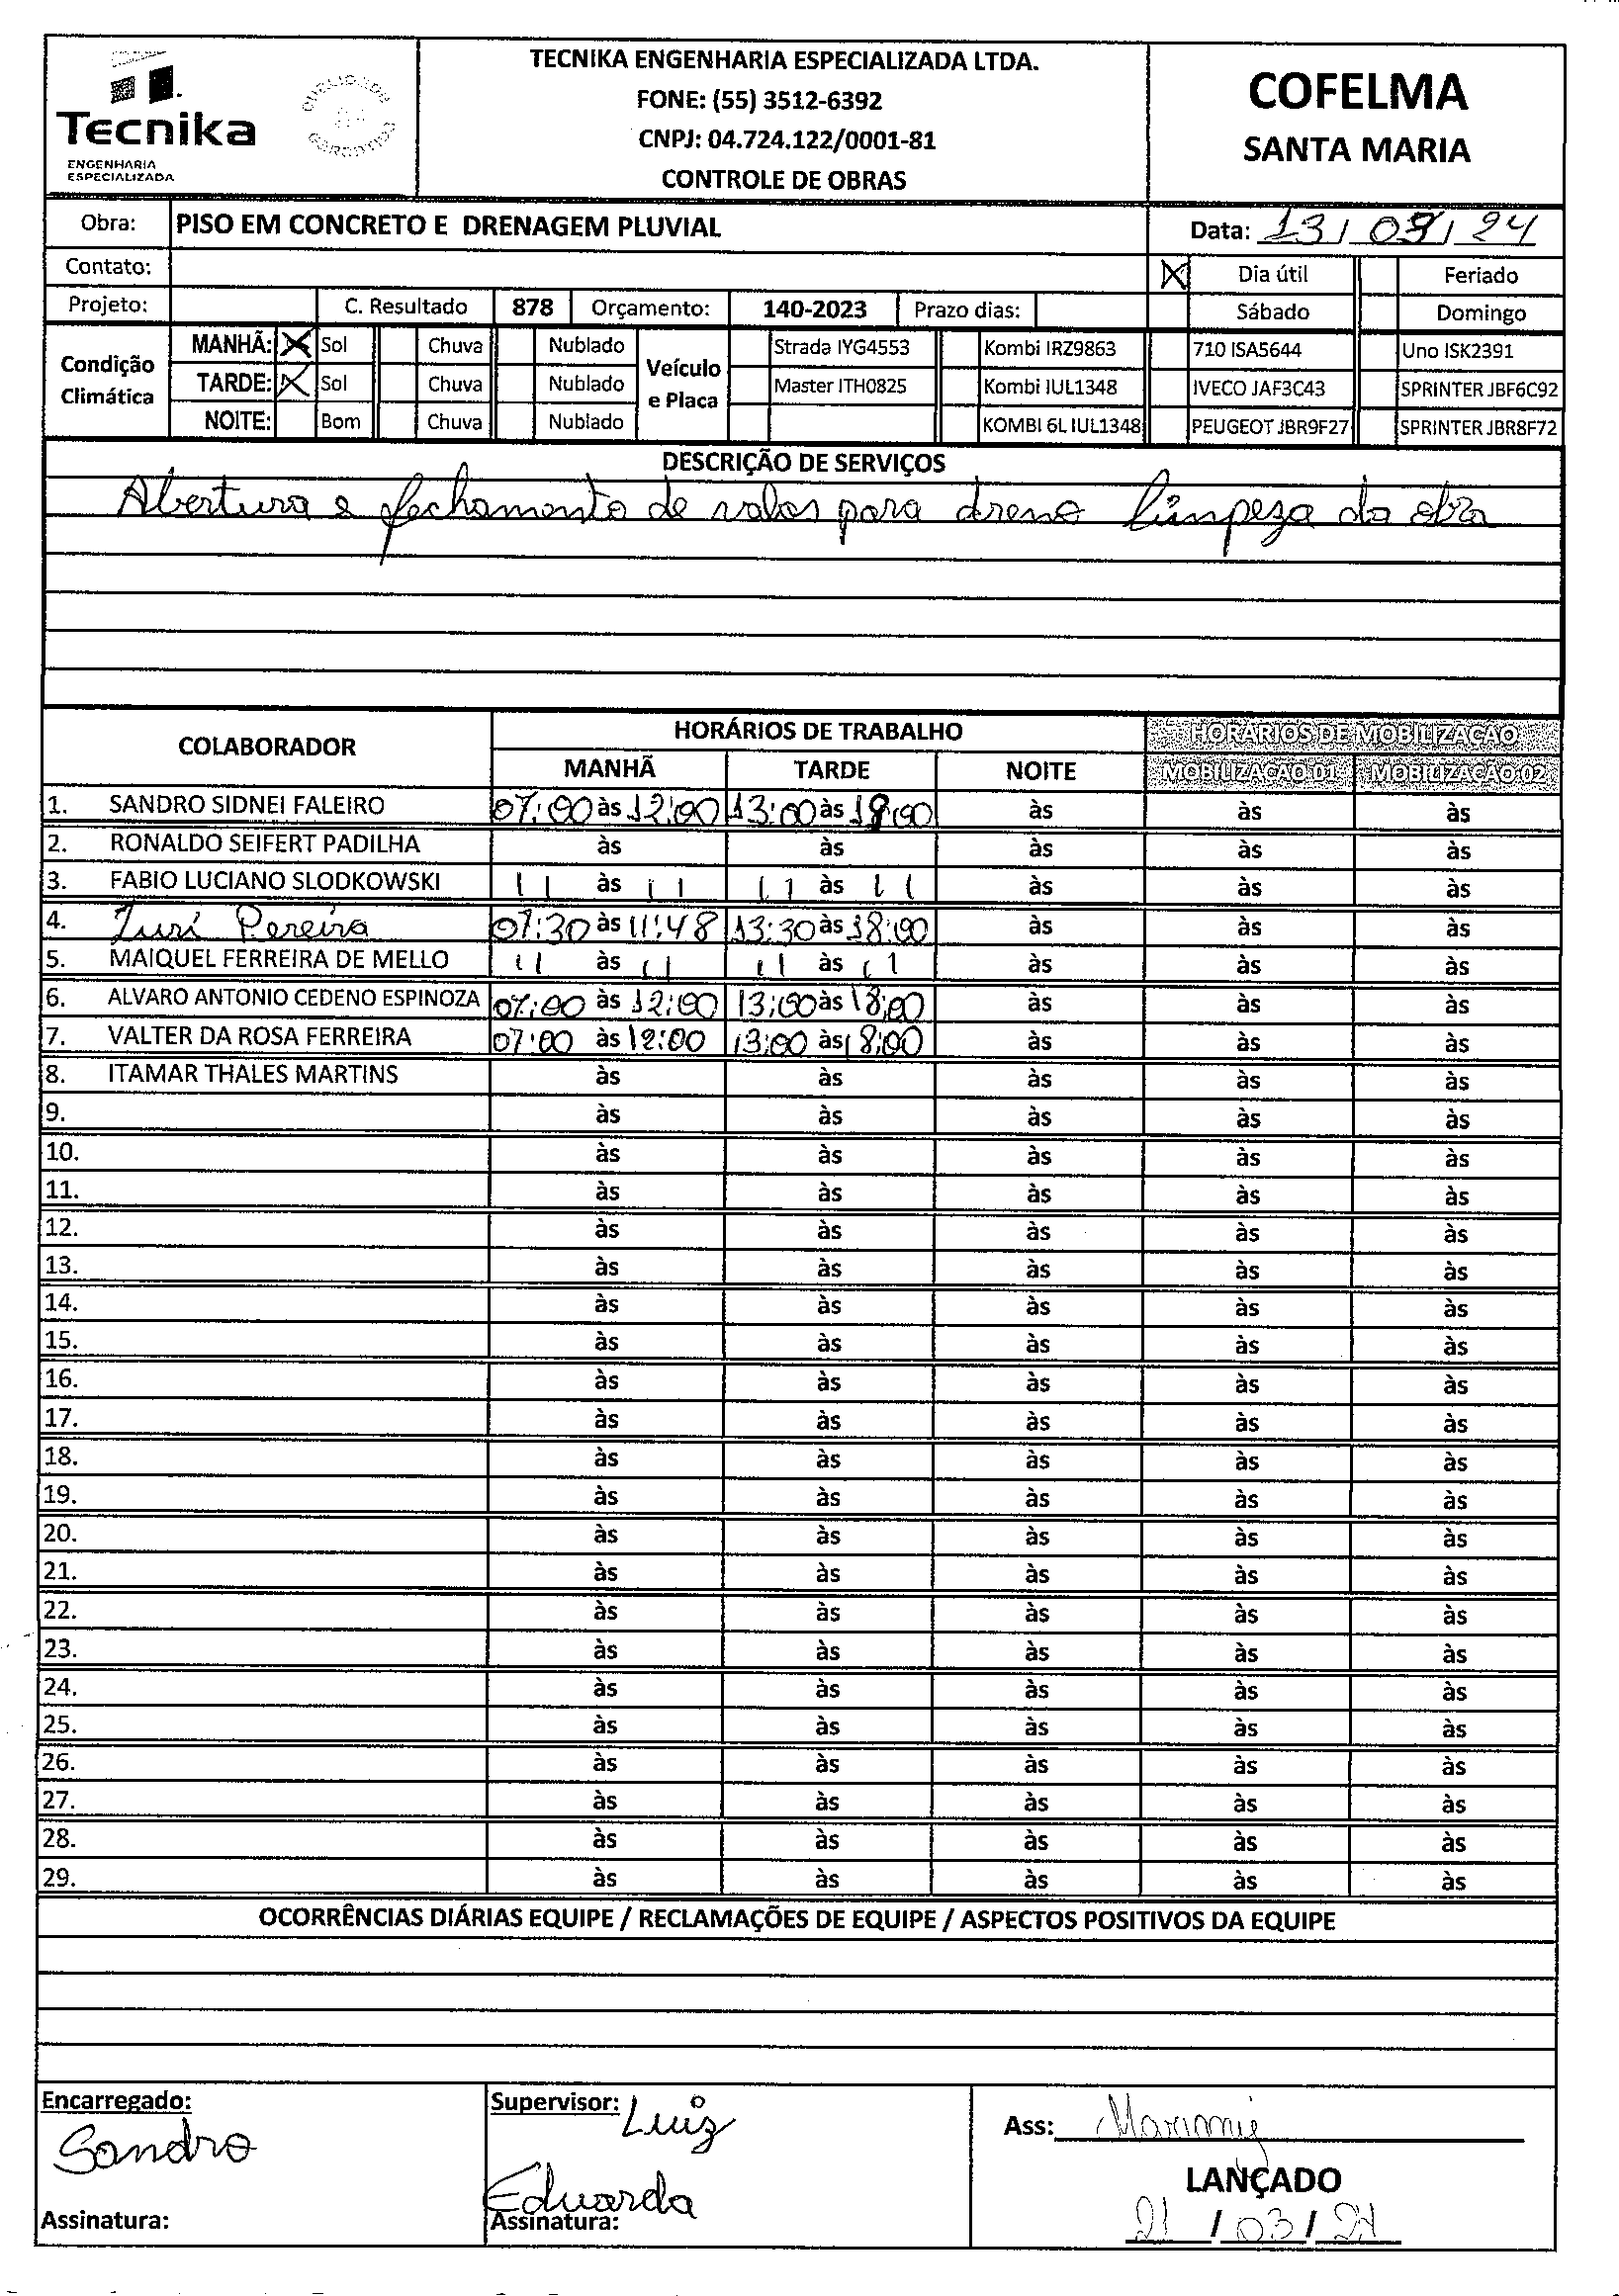 Tecnika
ENGENHARIA
ESPECIALIZADA
TECNIKA ENGENHARIA ESPECIALIZADA LTDA.
FONE: (55) 3512-6392
CNPJ: 04.724.122/0001-81
CONTROLE DE OBRAS
COFELMA
SANTA MARIA
Obra: PISO EM CONCRETO E DRENAGEM PLUVIAL Data: 13/03/24
Contato: X Dia útil Feriado
Projeto: C. Resultado 878 Orçamento: 140-2023 Prazo dias: Sábado Domingo
Condição Climática
MANHÃ: X Sol Chuva Nublado
TARDE: X Sol Chuva Nublado
NOITE: Bom Chuva Nublado
Veículo e Placa
Strada IYG4553 Kombi IRZ9863 710 ISA5644 Uno ISK2391
Master ITH0825 Kombi IUL1348 IVECO JAF3C43 SPRINTER JBF6C92
KOMBI 6L IUL1348 PEUGEOT JBR9F27 SPRINTER JBR8F72
DESCRIÇÃO DE SERVIÇOS
Abertura e fechamento de valas para dreno limpeza da obra
COLABORADOR HORÁRIOS DE TRABALHO HORÁRIOS DE MOBILIZAÇÃO
MANHÃ TARDE NOITE MOBILIZAÇÃO 01 MOBILIZAÇÃO 02
1. SANDRO SIDNEI FALEIRO 07:00 às 12:00 13:00 às 18:00 às às às
2. RONALDO SEIFERT PADILHA às às às às às
3. FABIO LUCIANO SLODKOWSKI 11 às 11 11 às 11 às às às
4. Iuri Pereira 07:30 às 11:48 13:30 às 18:00 às às às
5. MAIQUEL FERREIRA DE MELLO 11 às 11 11 às 11 às às às
6. ALVARO ANTONIO CEDENO ESPINOZA 07:00 às 12:00 13:00 às 18:00 às às às
7. VALTER DA ROSA FERREIRA 07:00 às 12:00 13:00 às 18:00 às às às
8. ITAMAR THALES MARTINS às às às às às
9. às às às às às
10. às às às às às
11. às às às às às
12. às às às às às
13. às às às às às
14. às às às às às
15. às às às às às
16. às às às às às
17. às às às às às
18. às às às às às
19. às às às às às
20. às às às às às
21. às às às às às
22. às às às às às
23. às às às às às
24. às às às às às
25. às às às às às
26. às às às às às
27. às às às às às
28. às às às às às
29. às às às às às
OCORRÊNCIAS DIÁRIAS EQUIPE / RECLAMAÇÕES DE EQUIPE / ASPECTOS POSITIVOS DA EQUIPE
Encarregado:
Sandro
Assinatura:
Supervisor: Luiz
Eduarda
Assinatura:
Ass:
LANÇADO
21 / 03 / 24